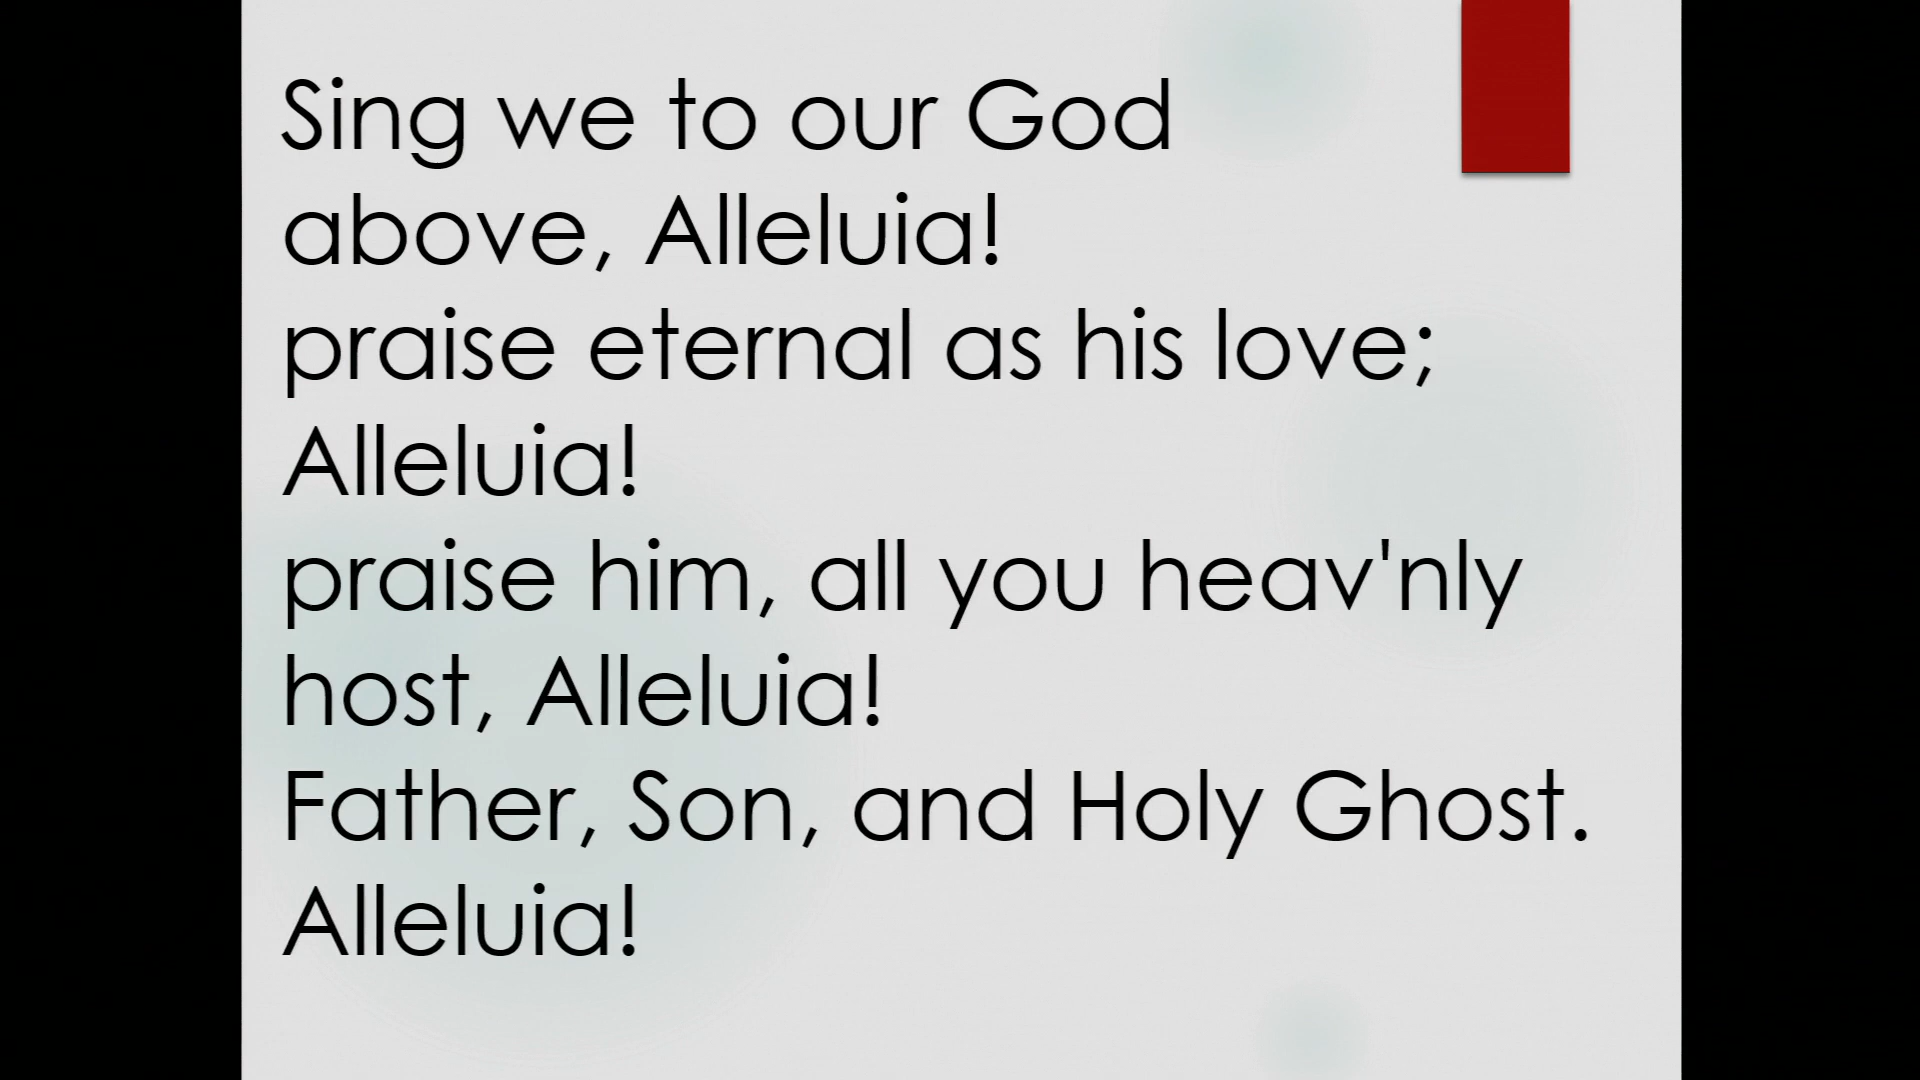 Sing we to our God
above, Alleluia!
praise eternal as his love;
Alleluia!
praise him, all you heav'nly
host, Alleluia!
Father, Son, and Holy Ghost.
Alleluia!